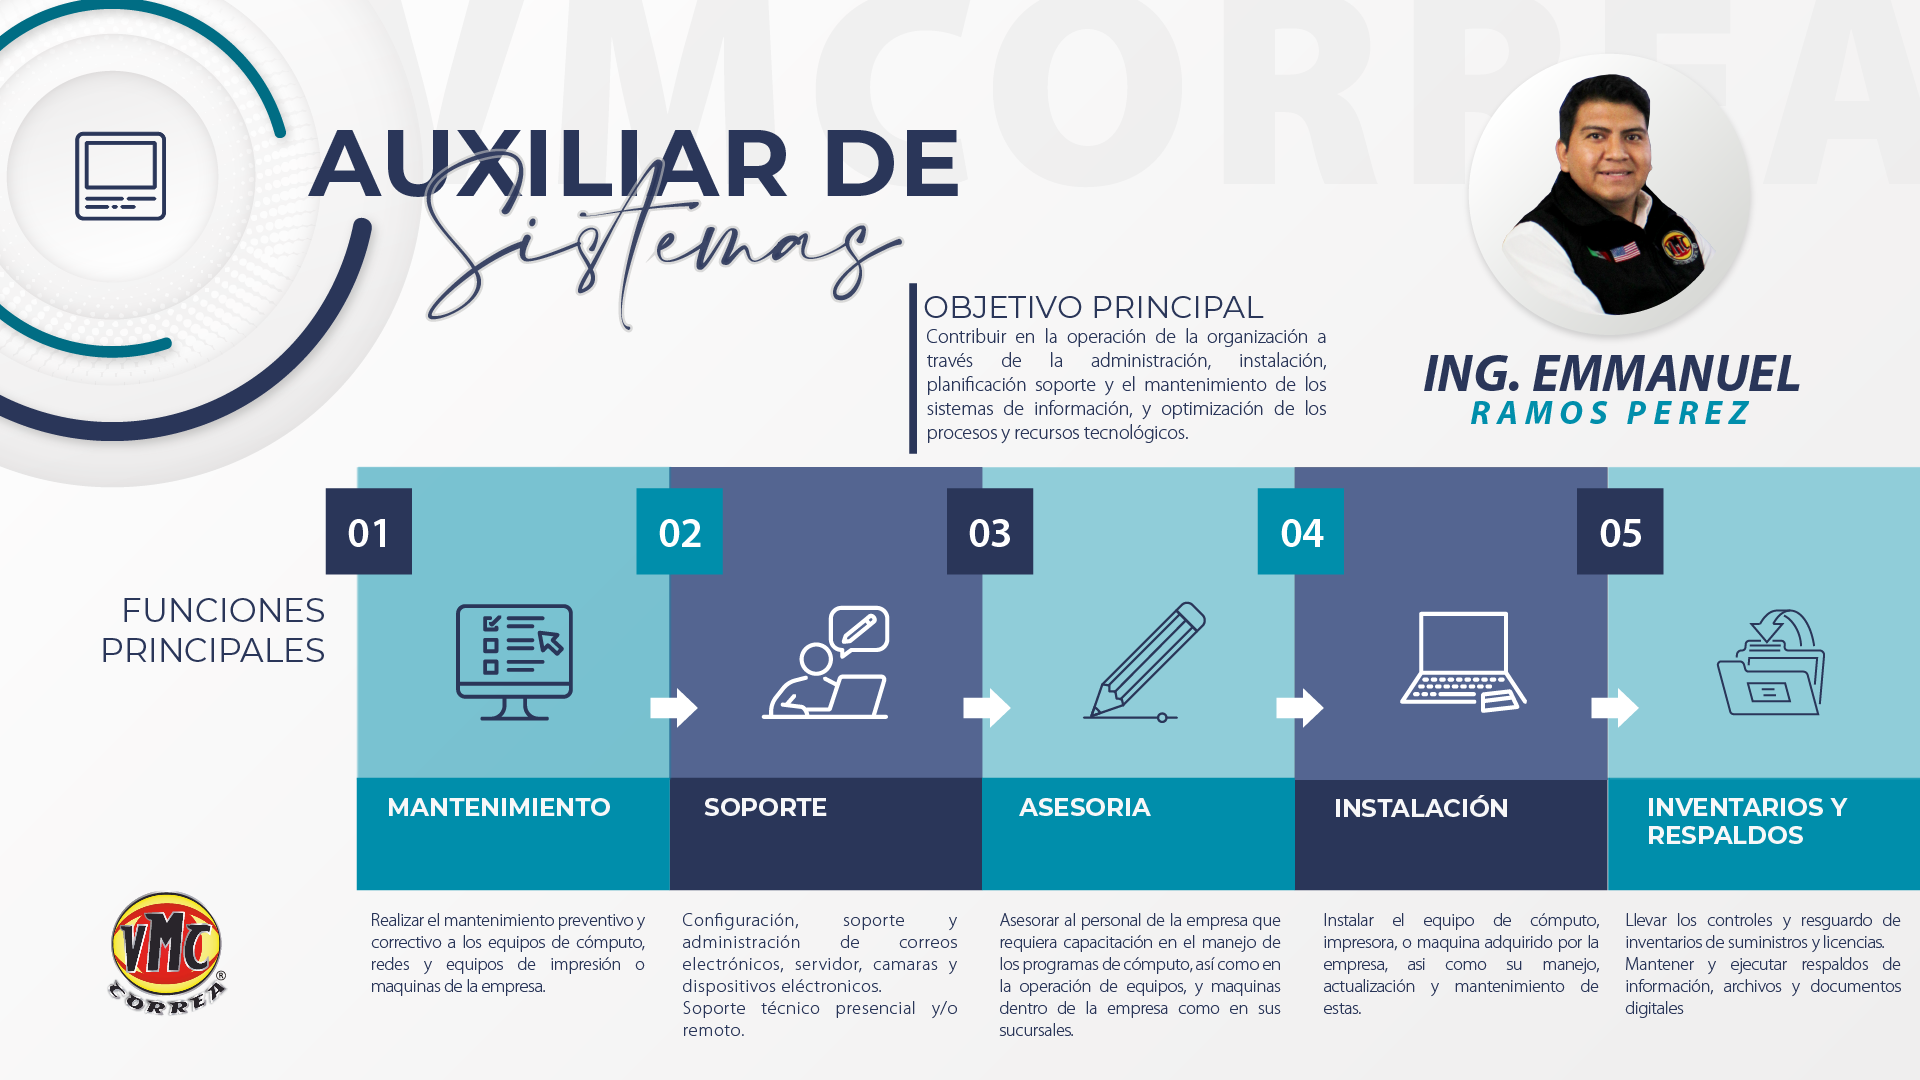 VMCORREA
AUXILIAR DE
Sistemas
OBJETIVO PRINCIPAL
Contribuir en la operación de la organización a
través de la administración, instalación,
planificación soporte y el mantenimiento de los
sistemas de información, y optimización de los
procesos y recursos tecnológicos.
VMC
ING. EMMANUEL
RAMOS PEREZ
FUNCIONES
PRINCIPALES
01
MANTENIMIENTO
Realizar el mantenimiento preventivo y
correctivo a los equipos de cómputo,
redes y equipos de impresión o
maquinas de la empresa.
02
SOPORTE
Configuración, soporte y
administración de correos
electrónicos, servidor, camaras y
dispositivos eléctronicos.
Soporte técnico presencial y/o
remoto.
03
ASESORIA
Asesorar al personal de la empresa que
requiera capacitación en el manejo de
los programas de cómputo, así como en
la operación de equipos, y maquinas
dentro de la empresa como en sus
sucursales.
04
INSTALACIÓN
Instalar el equipo de cómputo,
impresora, o maquina adquirido por la
empresa, asi como su manejo,
actualización y mantenimiento de
estas.
05
INVENTARIOS Y
RESPALDOS
Llevar los controles y resguardo de
inventarios de suministros y licencias.
Mantener y ejecutar respaldos de
información, archivos y documentos
digitales
VMC
CORREA
®